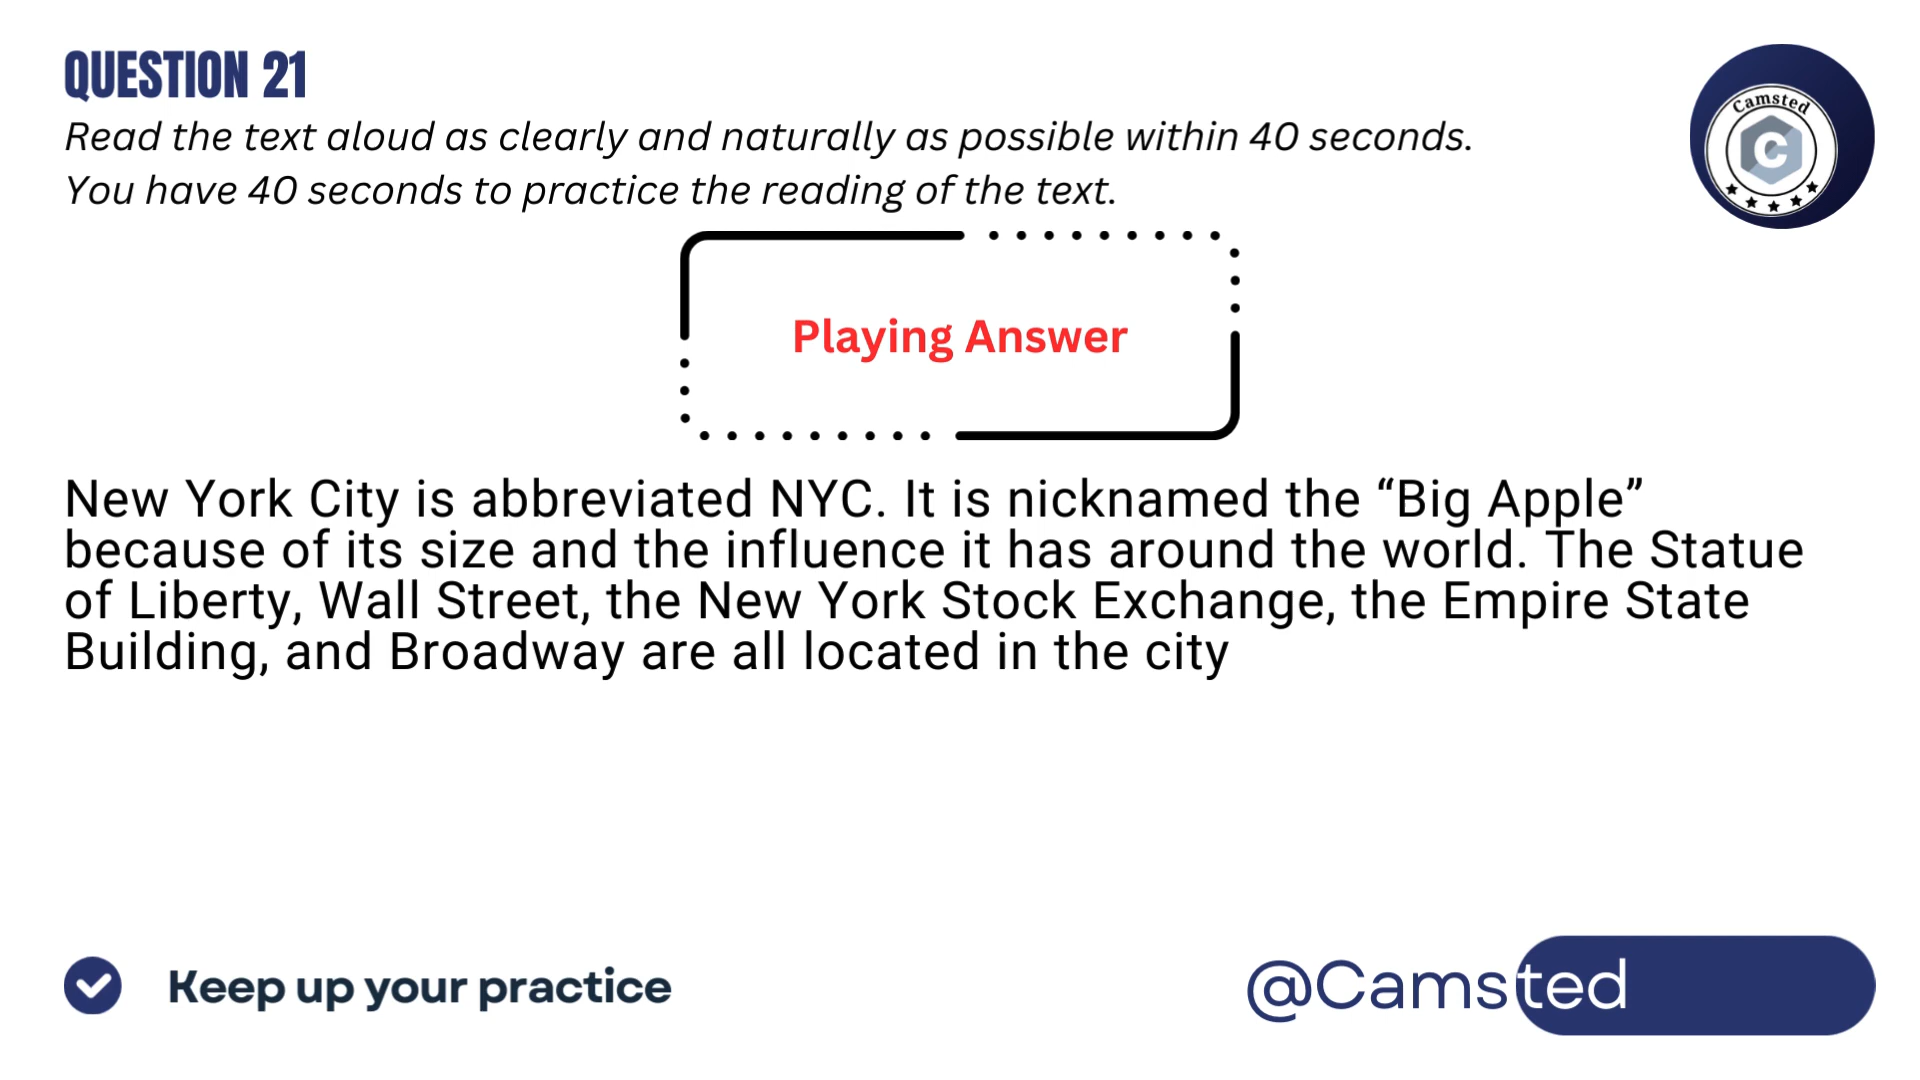 QUESTION 21
Read the text aloud as clearly and naturally as possible within 40 seconds.
You have 40 seconds to practice the reading of the text.
Camsted
C
Playing Answer
New York City is abbreviated NYC. It is nicknamed the “Big Apple”
because of its size and the influence it has around the world. The Statue
of Liberty, Wall Street, the New York Stock Exchange, the Empire State
Building, and Broadway are all located in the city
Keep up your practice
@Camsted